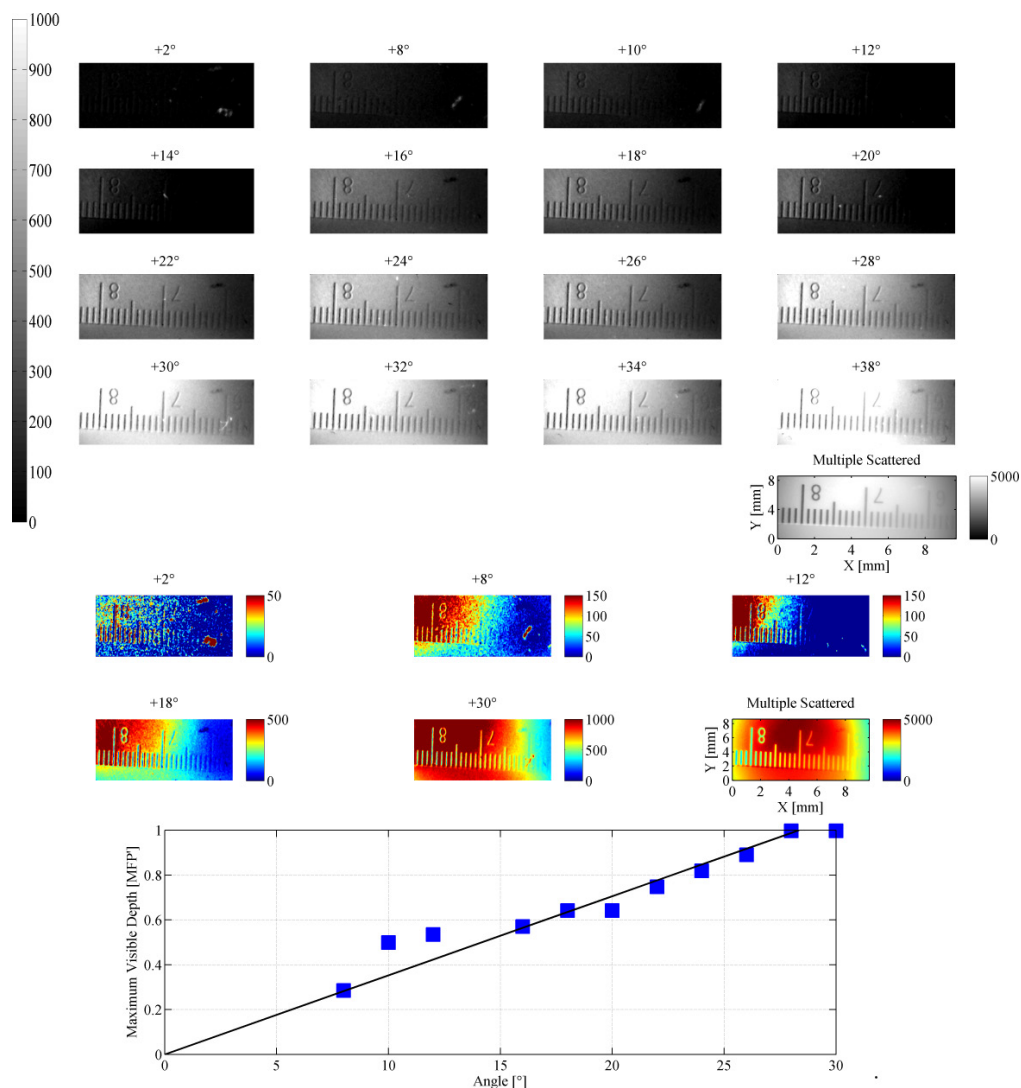 1000
900
800
700
600
500
400
300
200
100
0
+2° +8° +10° +12°
+14° +16° +18° +20°
+22° +24° +26° +28°
+30° +32° +34° +38°
Multiple Scattered
8
4
0
Y [mm]
0 2 4 6 8
X [mm]
5000
0
+2° +8° +12°
50
0
150
100
50
0
150
100
50
0
+18° +30° Multiple Scattered
500
0
1000
500
0
8
6
4
2
0
Y [mm]
0 2 4 6 8
X [mm]
5000
0
Maximum Visible Depth [MFP']
1
0.8
0.6
0.4
0.2
0
0 5 10 15 20 25 30
Angle [°]